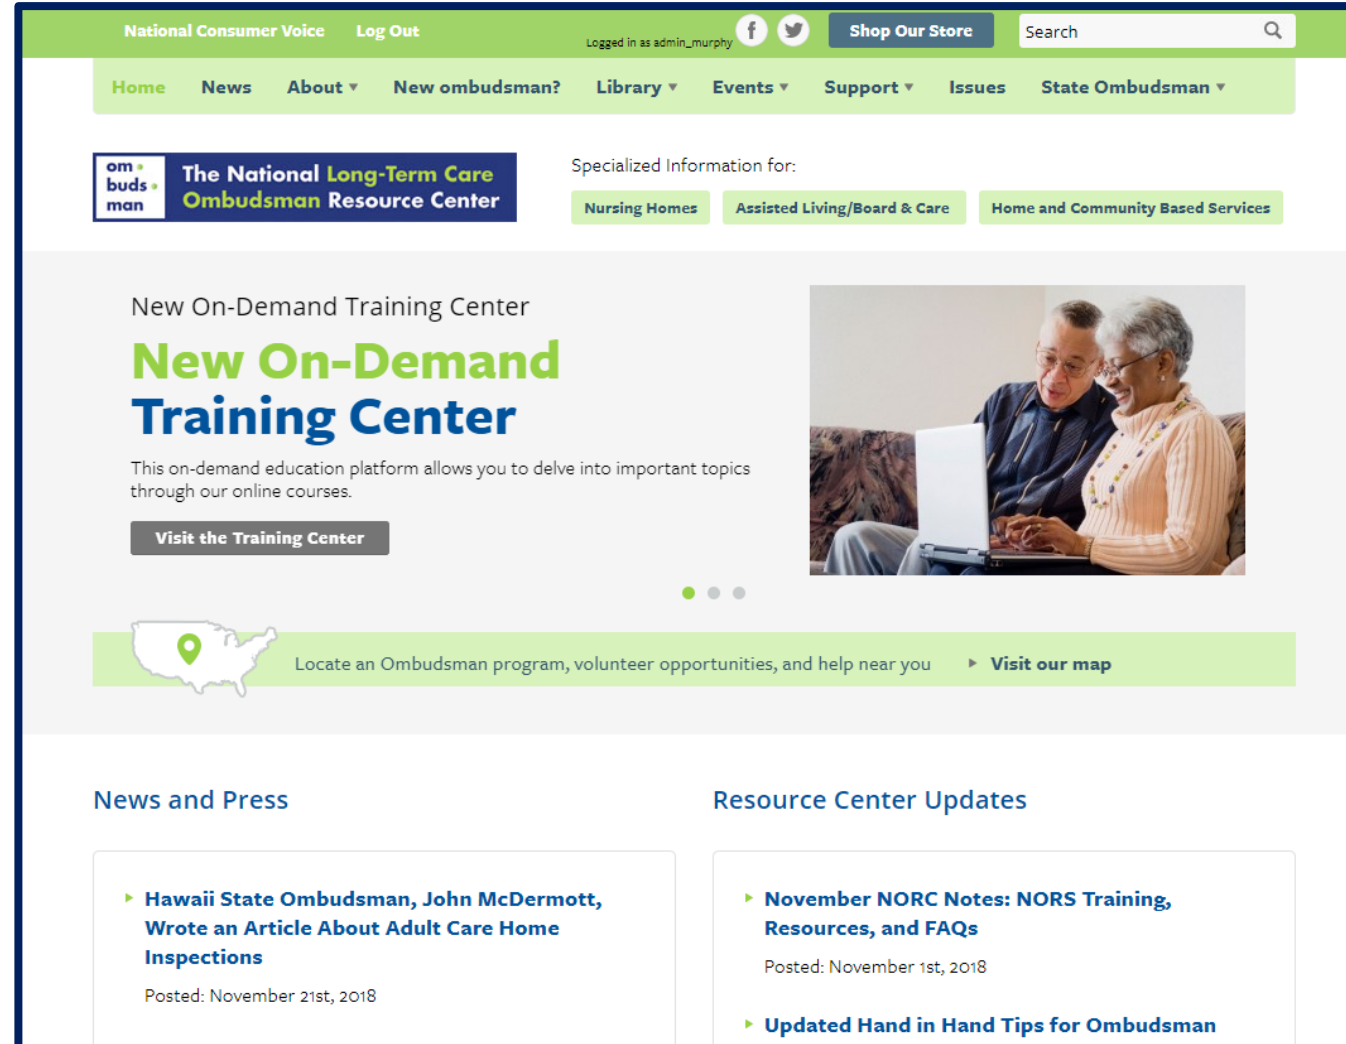 National Consumer Voice Log Out Logged in as admin_murphy Shop Our Store Search
Home News About New ombudsman? Library Events Support Issues State Ombudsman
om
buds
man
The National Long-Term Care
Ombudsman Resource Center
Specialized Information for:
Nursing Homes Assisted Living/Board & Care Home and Community Based Services
New On-Demand Training Center
New On-Demand
Training Center
This on-demand education platform allows you to delve into important topics
through our online courses.
Visit the Training Center
Locate an Ombudsman program, volunteer opportunities, and help near you Visit our map
News and Press
Hawaii State Ombudsman, John McDermott,
Wrote an Article About Adult Care Home
Inspections
Posted: November 21st, 2018
Resource Center Updates
November NORC Notes: NORS Training,
Resources, and FAQs
Posted: November 1st, 2018
Updated Hand in Hand Tips for Ombudsman